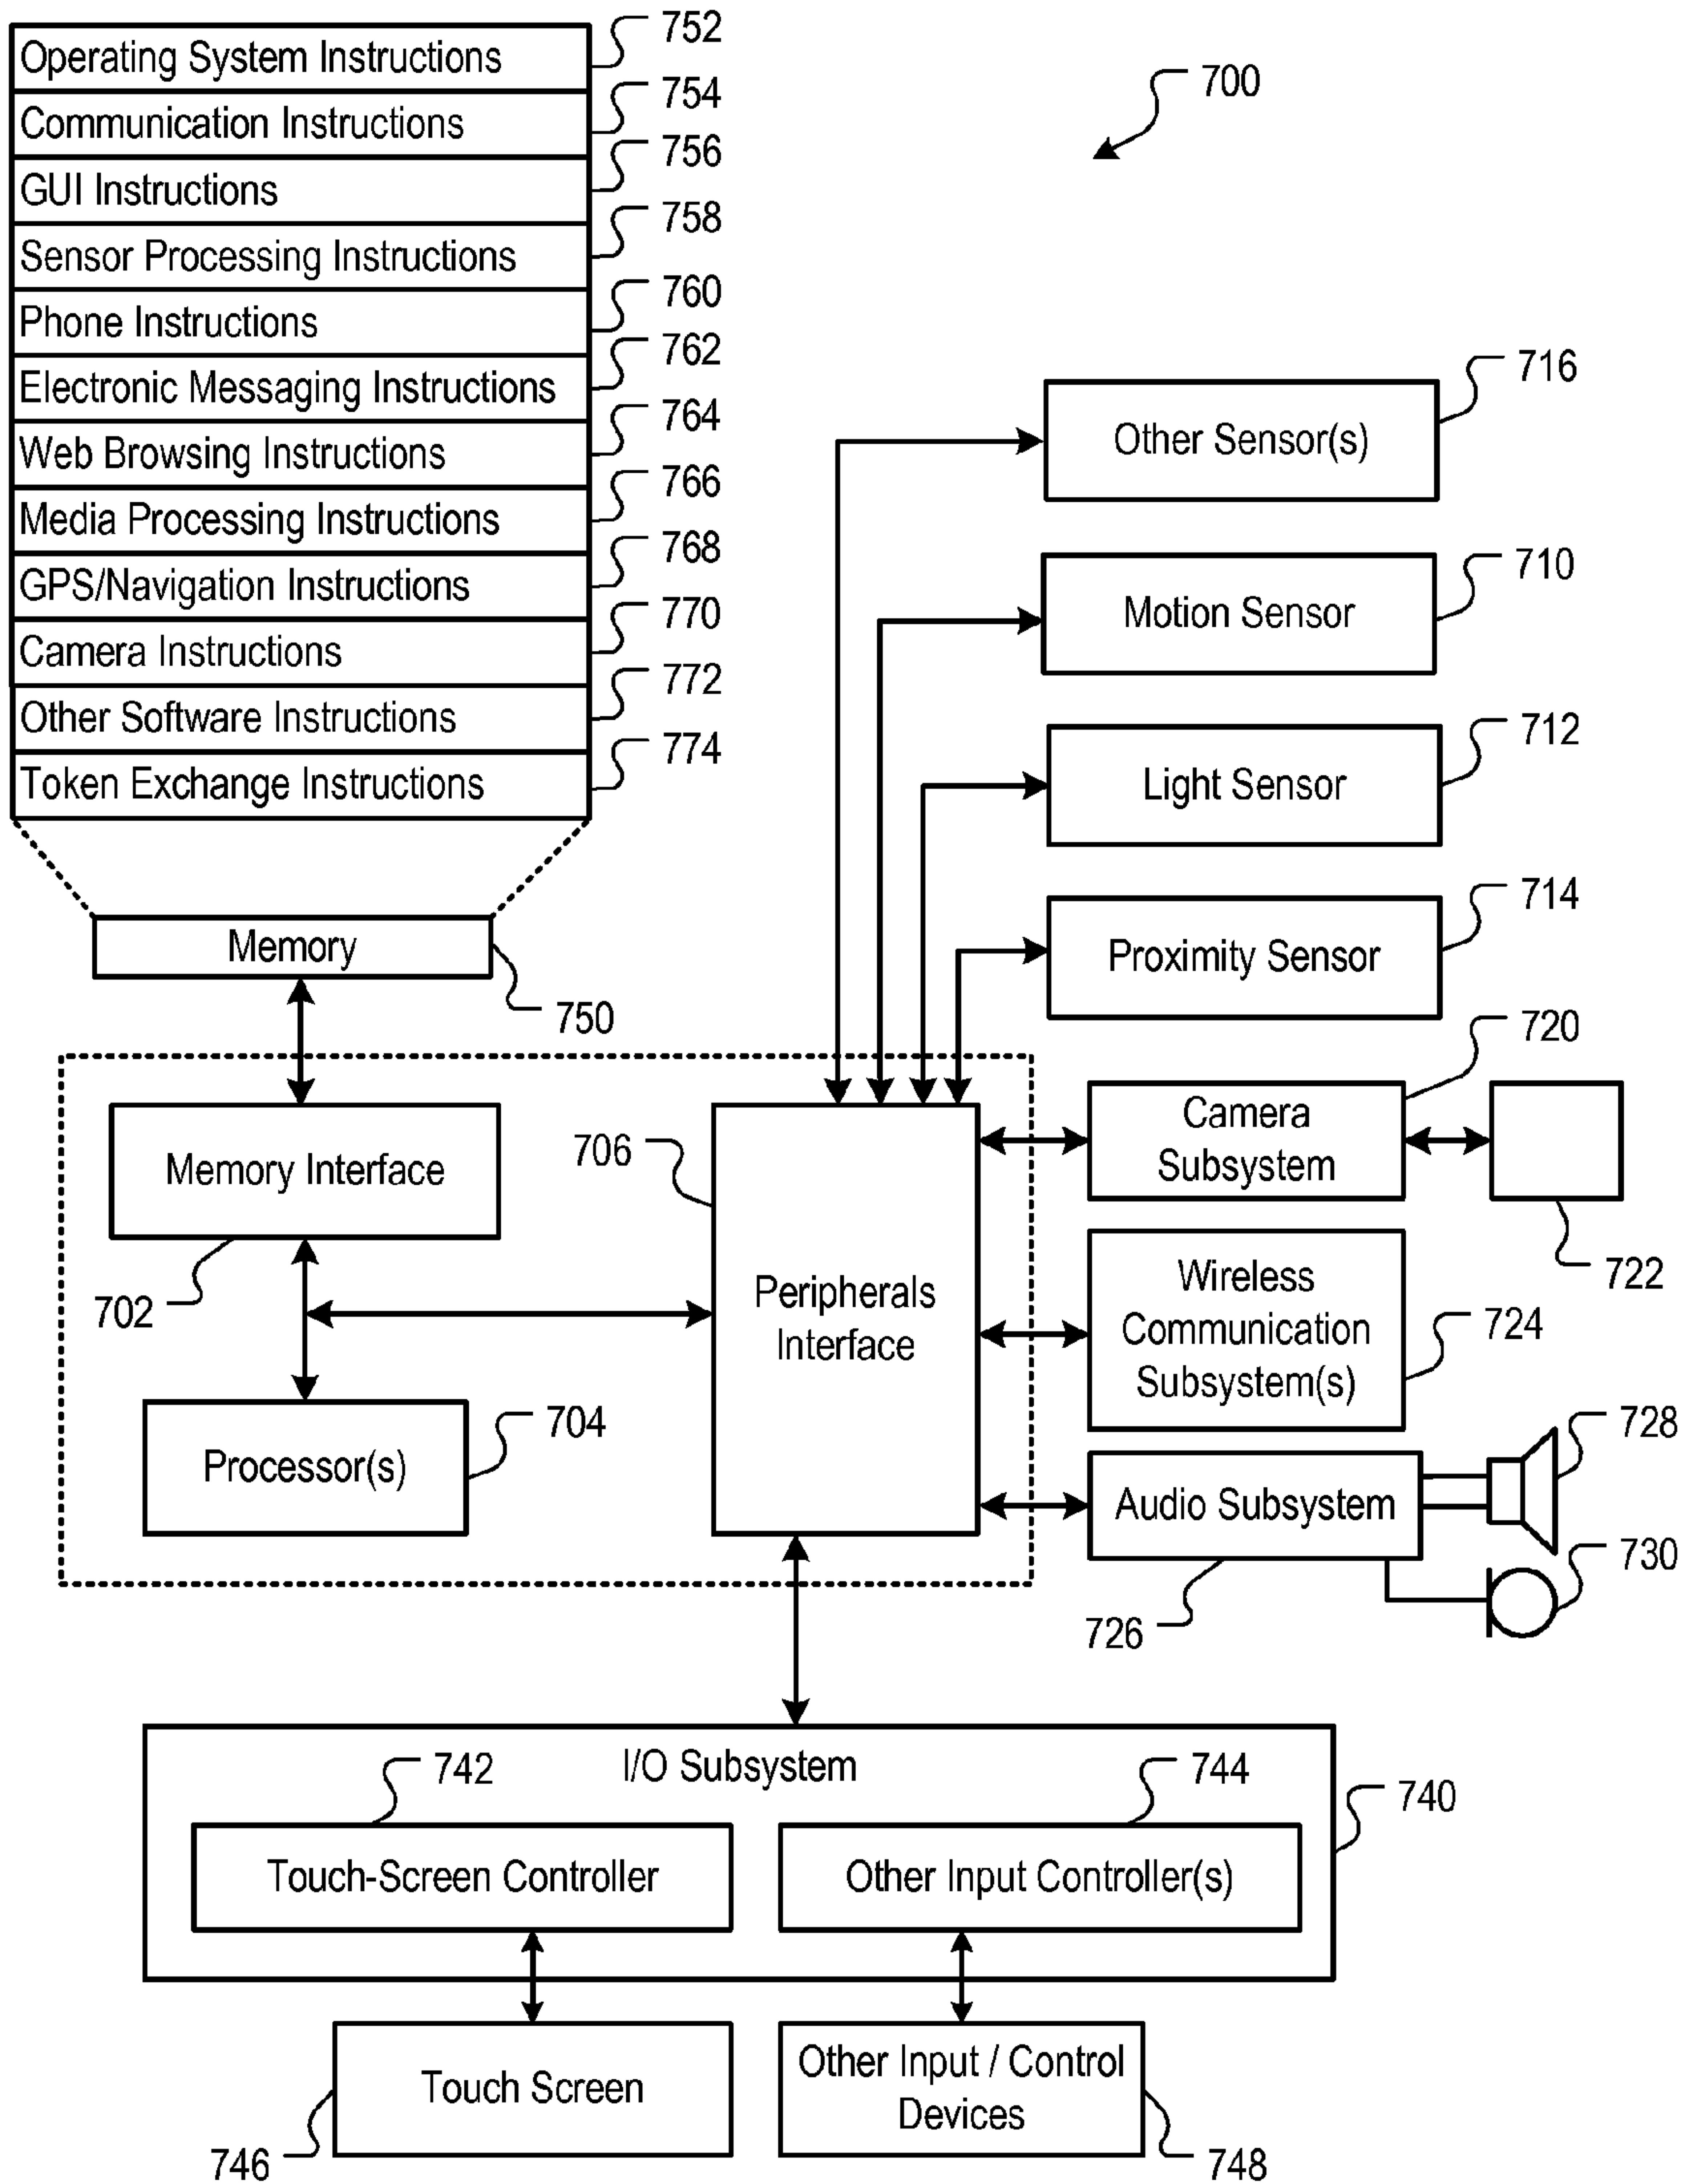 752
Operating System Instructions
700
754
Communication Instructions
756
GUI Instructions
758
Sensor Processing Instructions
760
Phone Instructions
762
Electronic Messaging Instructions
764
Web Browsing Instructions
766
Media Processing Instructions
768
GPS/Navigation Instructions
770
Camera Instructions
772
Other Software Instructions
774
Token Exchange Instructions
716
Other Sensor(s)
710
Motion Sensor
712
Light Sensor
714
Proximity Sensor
Memory
750
720
Camera
Subsystem
722
Memory Interface
702
706
Peripherals
Interface
Wireless
Communication
Subsystem(s)
724
Processor(s)
704
728
Audio Subsystem
730
726
I/O Subsystem
742
744
740
Touch-Screen Controller
Other Input Controller(s)
Touch Screen
746
Other Input / Control
Devices
748